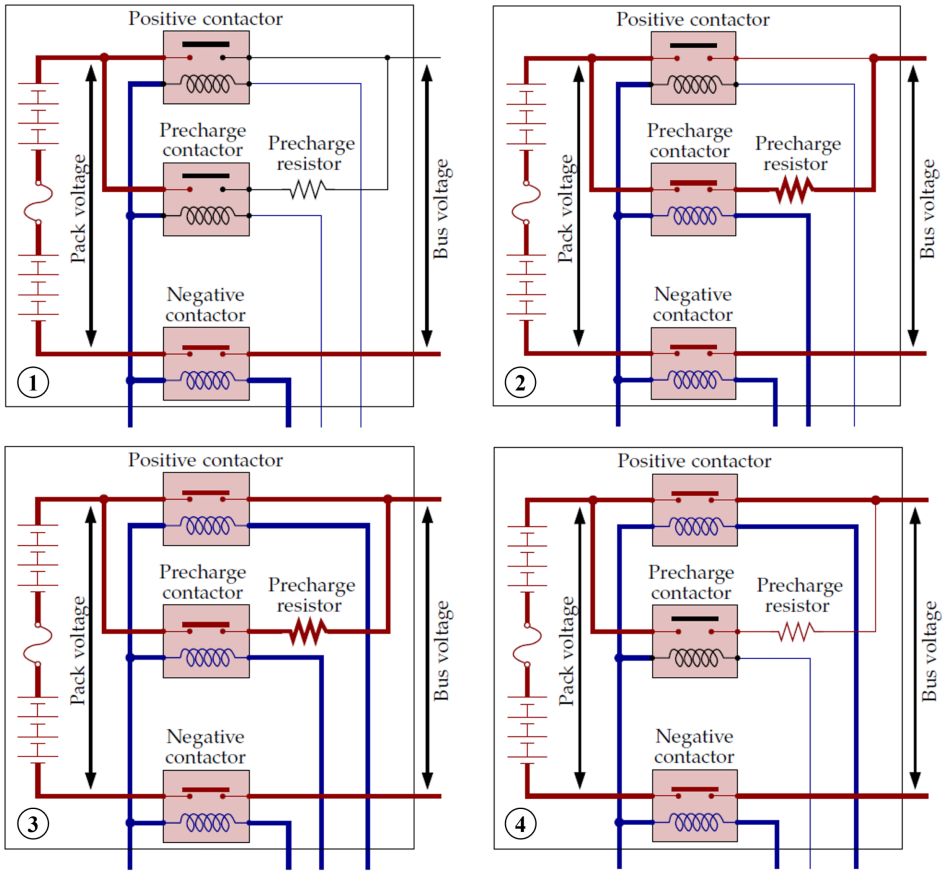 Positive contactor
Precharge
contactor
Precharge
resistor
Pack voltage
Bus voltage
Negative
contactor
1
Positive contactor
Precharge
contactor
Precharge
resistor
Pack voltage
Bus voltage
Negative
contactor
2
Positive contactor
Precharge
contactor
Precharge
resistor
Pack voltage
Bus voltage
Negative
contactor
3
Positive contactor
Precharge
contactor
Precharge
resistor
Pack voltage
Bus voltage
Negative
contactor
4